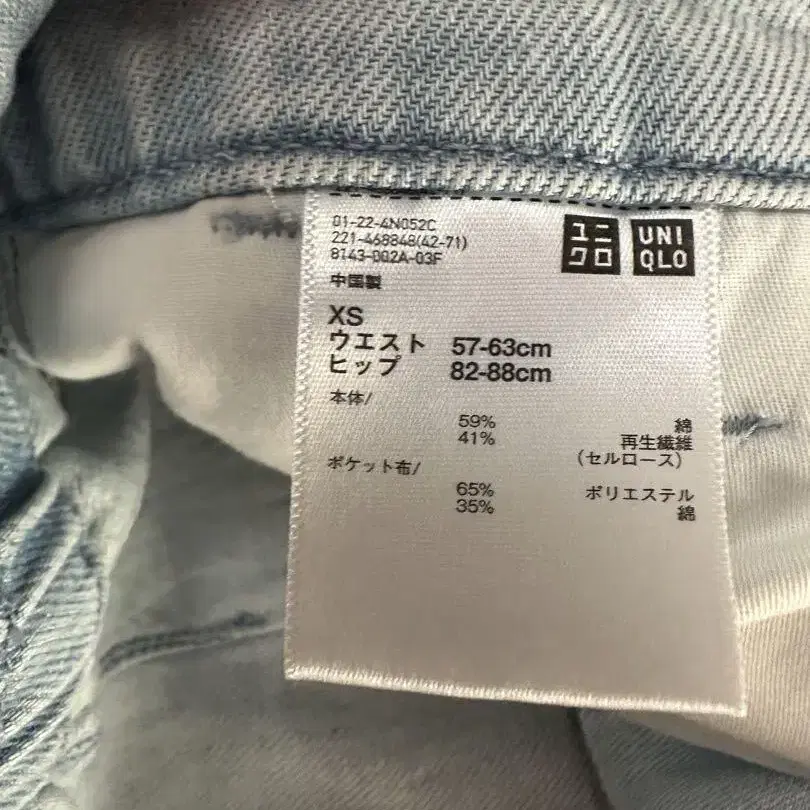 01-22-4N052C
221-468848(42-71)
8143-002A-03F
中国製
ユニ
クロ
UNI
QLO
XS
ウエスト 57-63cm
ヒップ 82-88cm
本体/
59% 綿
41% 再生繊維
(セルロース)
ポケット布/
65% ポリエステル
35% 綿